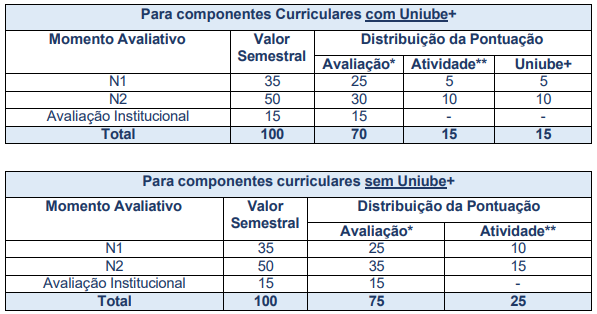 Para componentes Curriculares com Uniube+
Momento Avaliativo Valor Semestral Distribuição da Pontuação
Avaliação* Atividade** Uniube+
N1 35 25 5 5
N2 50 30 10 10
Avaliação Institucional 15 15 - -
Total 100 70 15 15
Para componentes curriculares sem Uniube+
Momento Avaliativo Valor Semestral Distribuição da Pontuação
Avaliação* Atividade**
N1 35 25 10
N2 50 35 15
Avaliação Institucional 15 15 -
Total 100 75 25